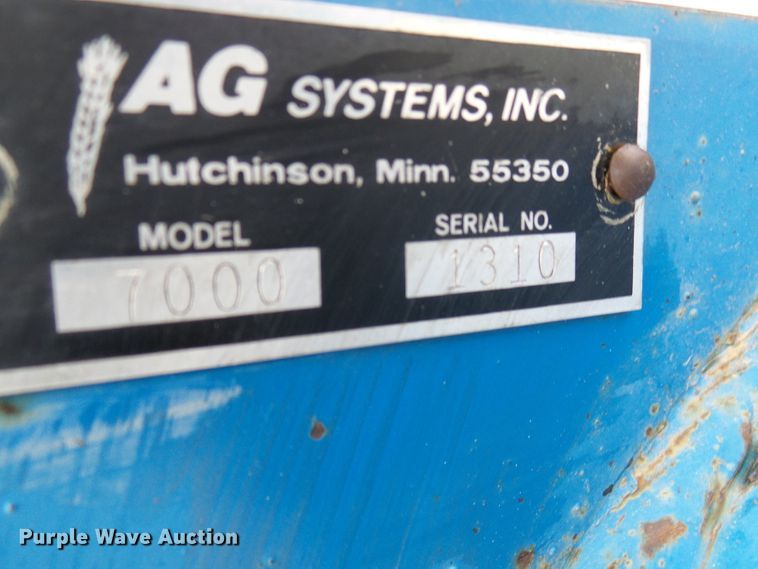 AG SYSTEMS, INC.
Hutchinson, Minn. 55350
MODEL SERIAL NO.
7000 1310
Purple Wave Auction